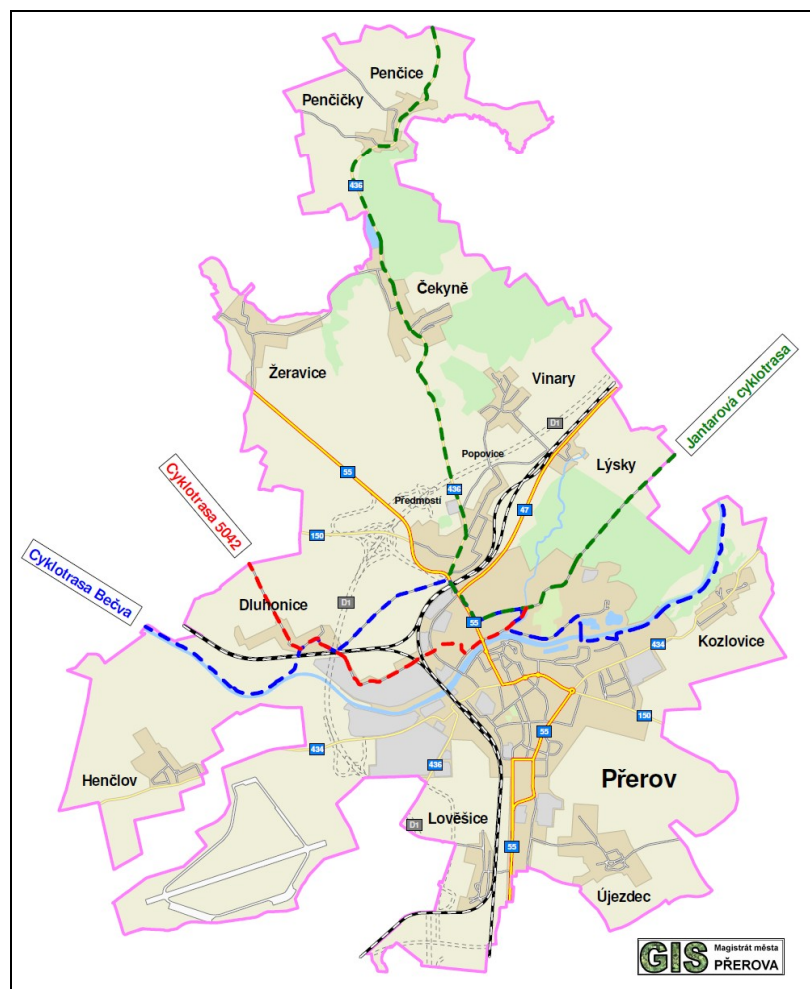 Penčice
Penčičky
436
Čekyně
Žeravice
Vinary
Jantarová cyklotrasa
D1
Popovice
Lýsky
55
436
Předmostí
47
Cyklotrasa 5042
150
Cyklotrasa Bečva
Dluhonice
D1
55
Kozlovice
434
150
55
434
436
Henčlov
Přerov
Lověšice
D1
55
Újezdec
GIS
Magistrát města
PŘEROVA